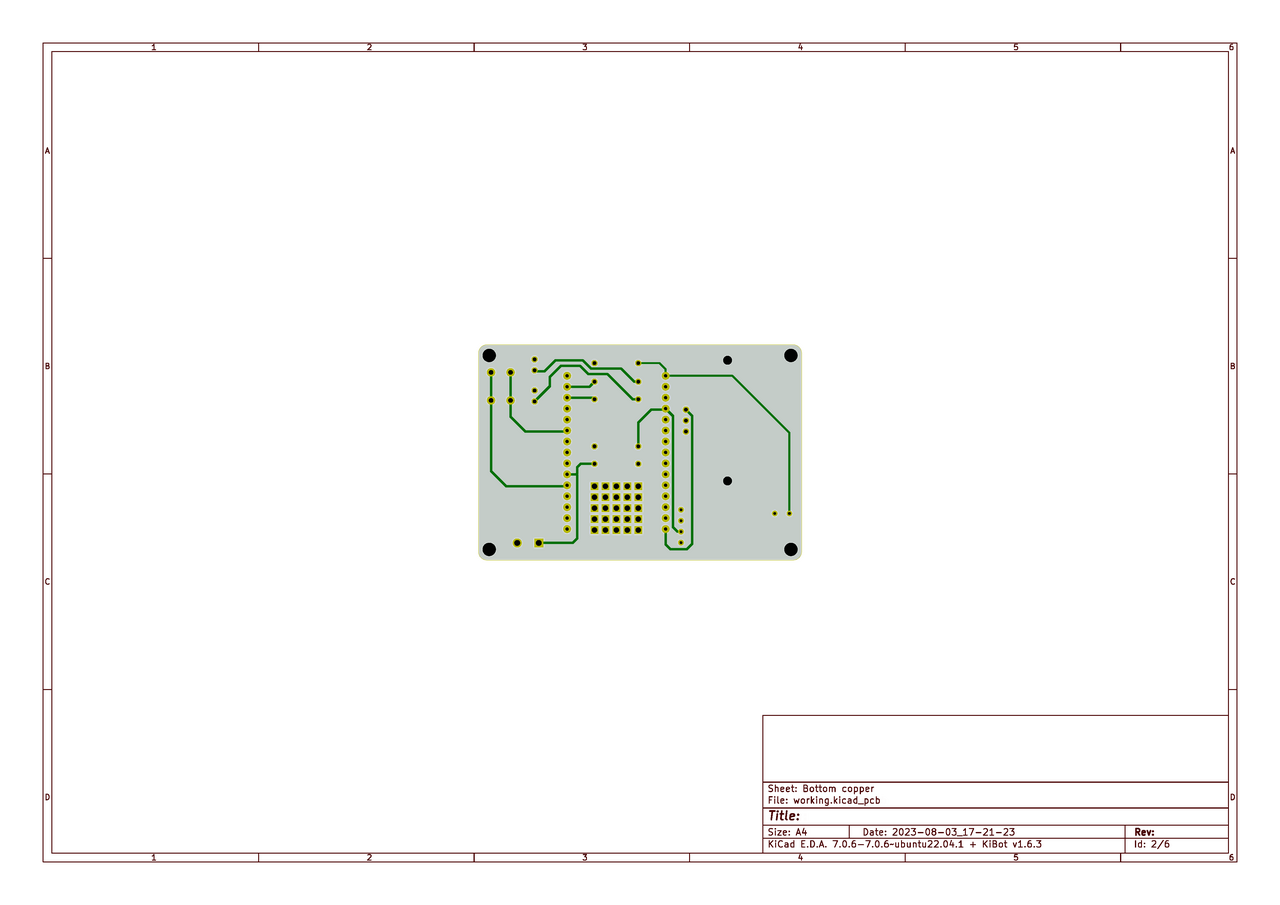 1 2 3 4 5 6
A A
B B
C C
Sheet: Bottom copper
File: working.kicad_pcb
D D
Title:
Size: A4 Date: 2023-08-03_17-21-23 Rev:
KiCad E.D.A. 7.0.6-7.0.6~ubuntu22.04.1 + KiBot v1.6.3 Id: 2/6
1 2 3 4 5 6